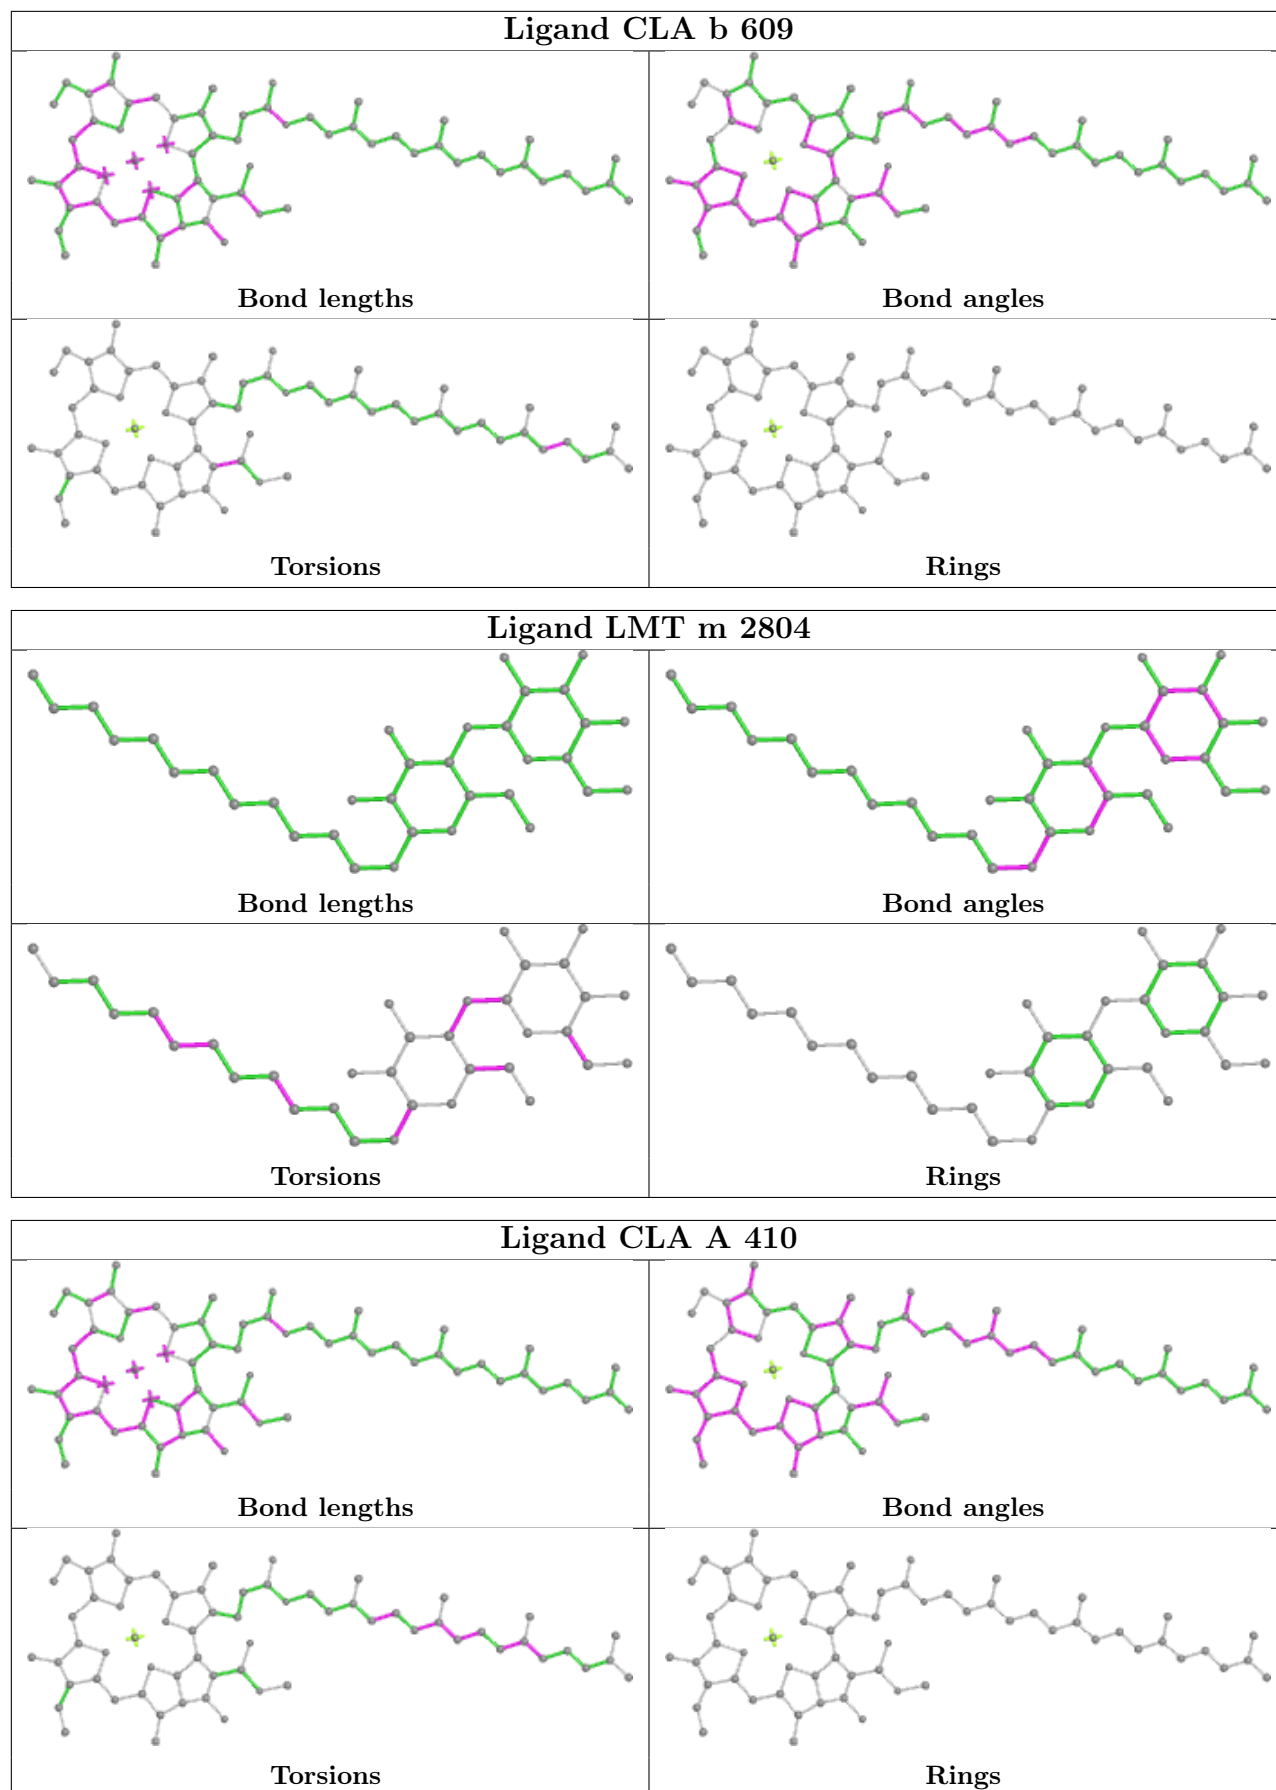 Ligand CLA b 609
Bond lengths
Bond angles
Torsions
Rings
Ligand LMT m 2804
Bond lengths
Bond angles
Torsions
Rings
Ligand CLA A 410
Bond lengths
Bond angles
Torsions
Rings